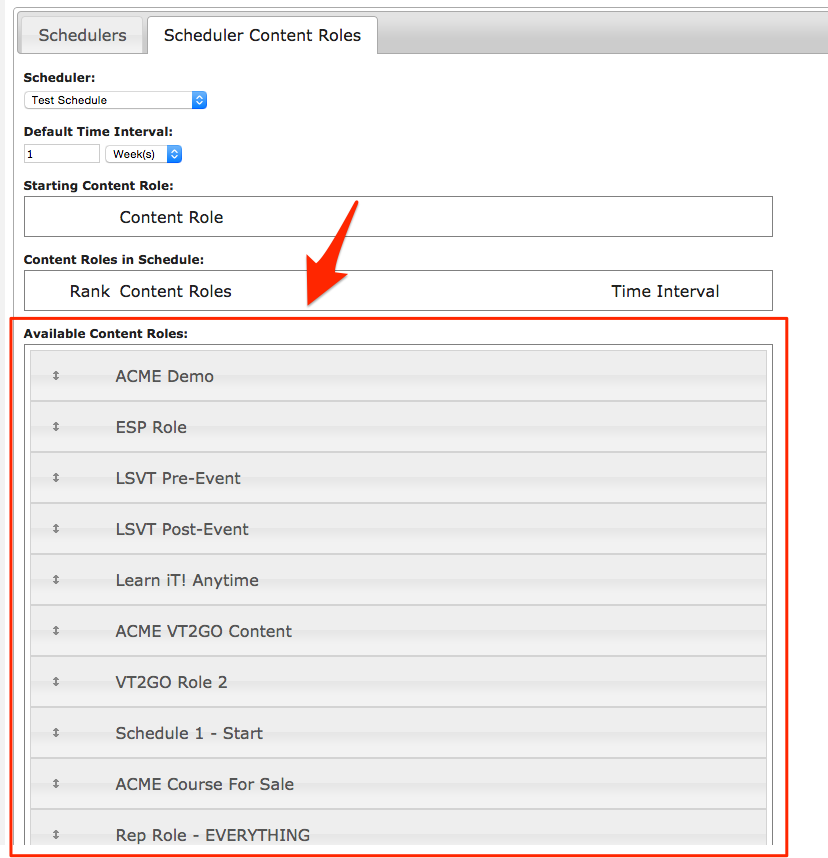 Schedulers Scheduler Content Roles
Scheduler:
Test Schedule
Default Time Interval:
1 Week(s)
Starting Content Role:
Content Role
Content Roles in Schedule:
Rank Content Roles Time Interval
Available Content Roles:
ACME Demo
ESP Role
LSVT Pre-Event
LSVT Post-Event
Learn iT! Anytime
ACME VT2GO Content
VT2GO Role 2
Schedule 1 - Start
ACME Course For Sale
Rep Role - EVERYTHING